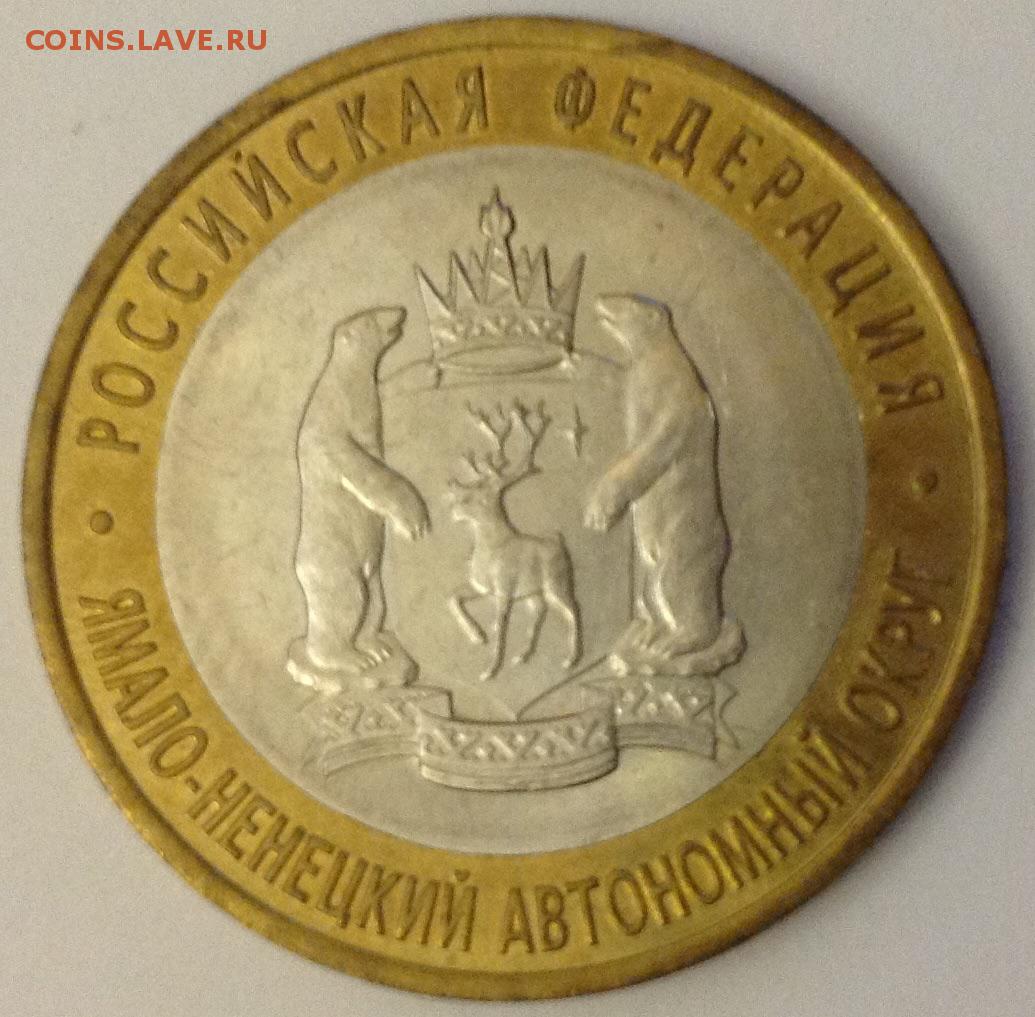 COINS.LAVE.RU
РОССИЙСКАЯ ФЕДЕРАЦИЯ
ЯМАЛО-НЕНЕЦКИЙ АВТОНОМНЫЙ ОКРУГ